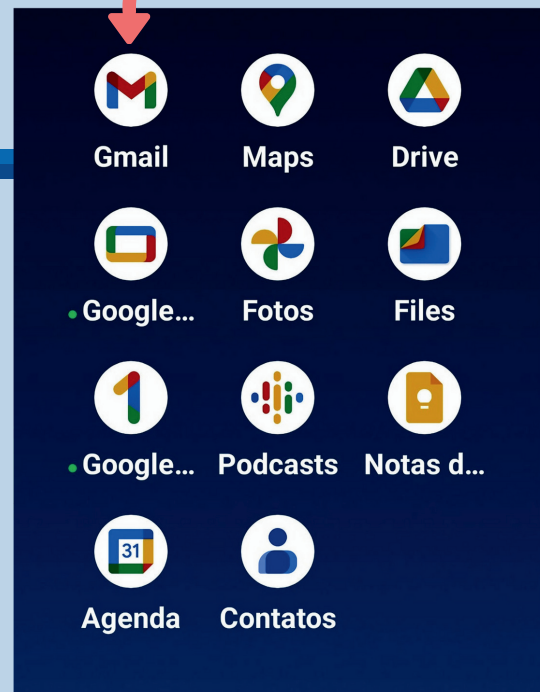 Gmail Maps Drive
Google... Fotos Files
Google... Podcasts Notas d...
31
Agenda Contatos